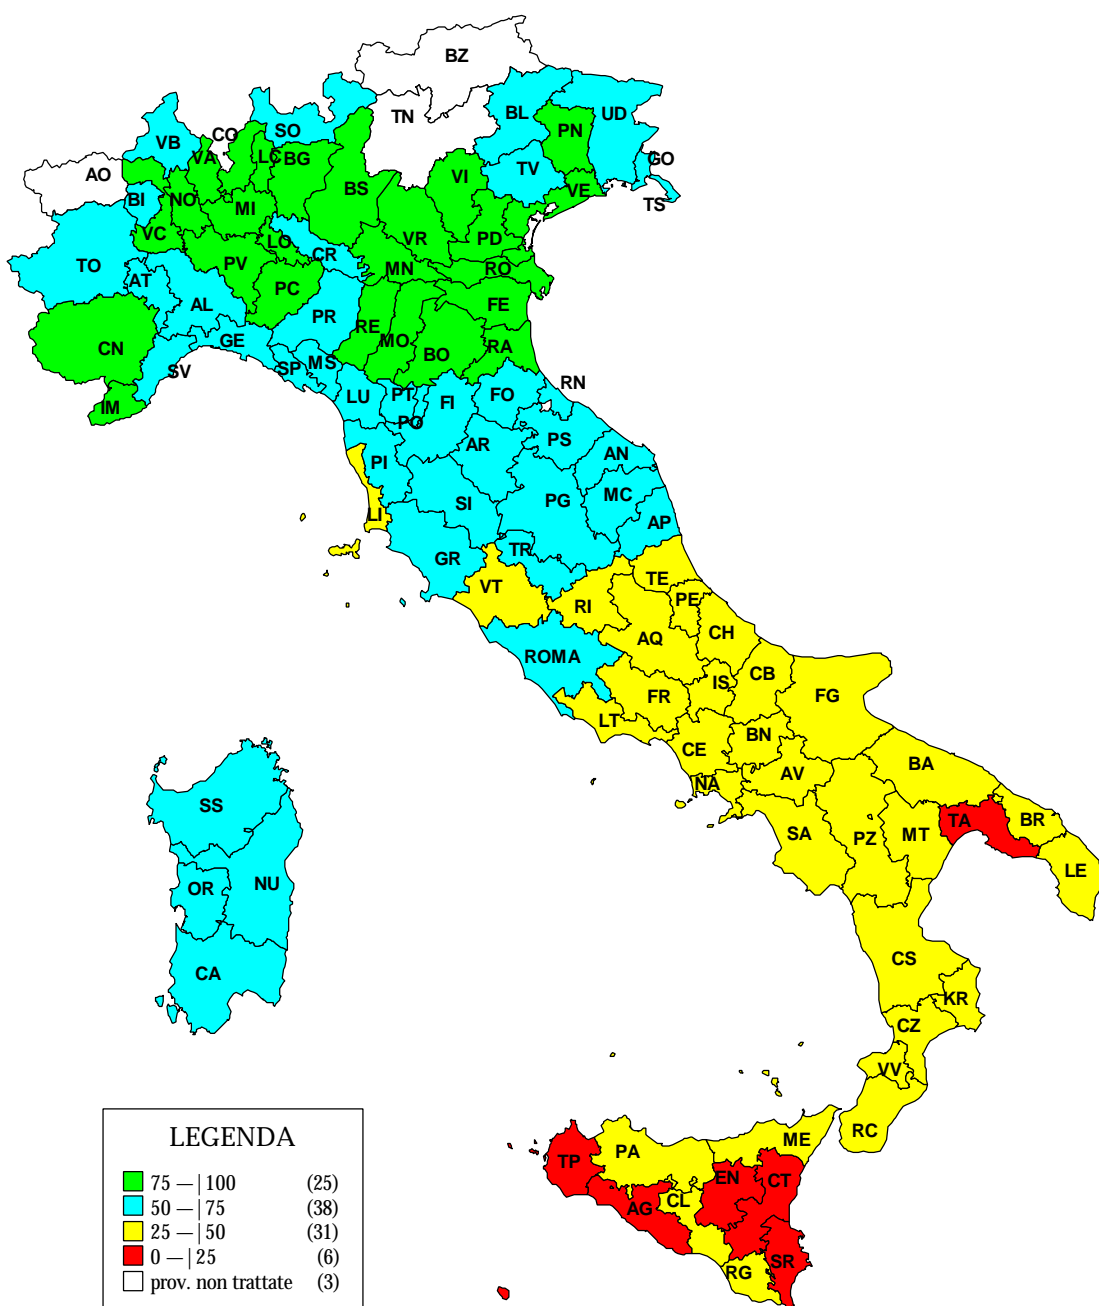 BZ
TN
BL
UD
PN
VB
CO
SO
VA
LC
BG
GO
AO
BS
VI
TV
VE
BI
NO
MI
TS
VC
LO
VR
PD
CR
TO
PV
MN
RO
AT
PC
AL
PR
FE
GE
RE
MO
BO
RA
CN
SP
MS
SV
IM
LU
PT
FI
FO
RN
PO
AR
PS
AN
PI
SI
PG
MC
LI
AP
GR
TR
VT
TE
RI
PE
AQ
CH
ROMA
CB
IS
FR
FG
LT
CE
BN
BA
NA
AV
SS
SA
PZ
MT
TA
BR
LE
OR
NU
CA
CS
KR
CZ
VV
RC
ME
PA
TP
EN
CT
AG
CL
SR
RG
LEGENDA
75 —| 100 (25)
50 —| 75 (38)
25 —| 50 (31)
0 —| 25 (6)
prov. non trattate (3)